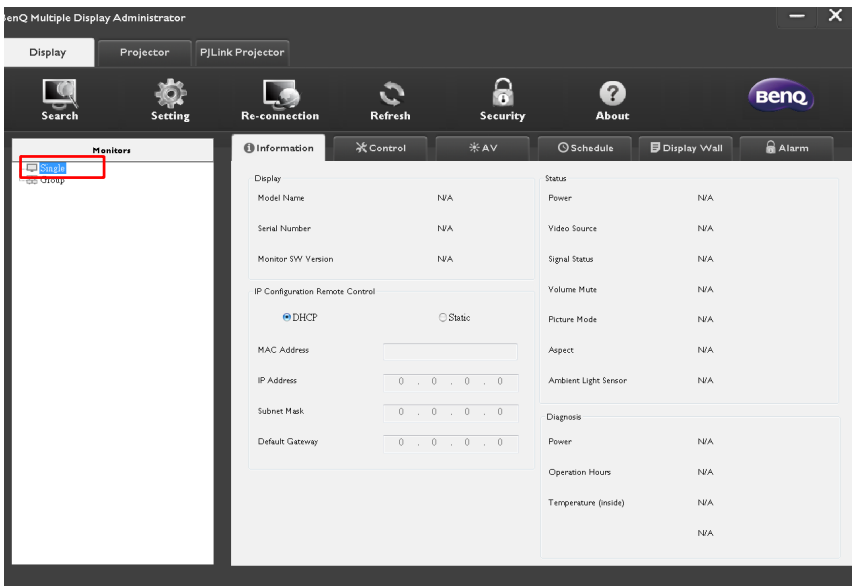 BenQ Multiple Display Administrator
Display Projector PJLink Projector
Search Setting Re-connection Refresh Security About BenQ
Monitors
Single
Group
Information Control AV Schedule Display Wall Alarm
Display
Model Name N/A
Serial Number N/A
Monitor SW Version N/A
IP Configuration Remote Control
DHCP Static
MAC Address
IP Address 0 . 0 . 0 . 0
Subnet Mask 0 . 0 . 0 . 0
Default Gateway 0 . 0 . 0 . 0
Status
Power N/A
Video Source N/A
Signal Status N/A
Volume Mute N/A
Picture Mode N/A
Aspect N/A
Ambient Light Sensor N/A
Diagnosis
Power N/A
Operation Hours N/A
Temperature (inside) N/A
N/A